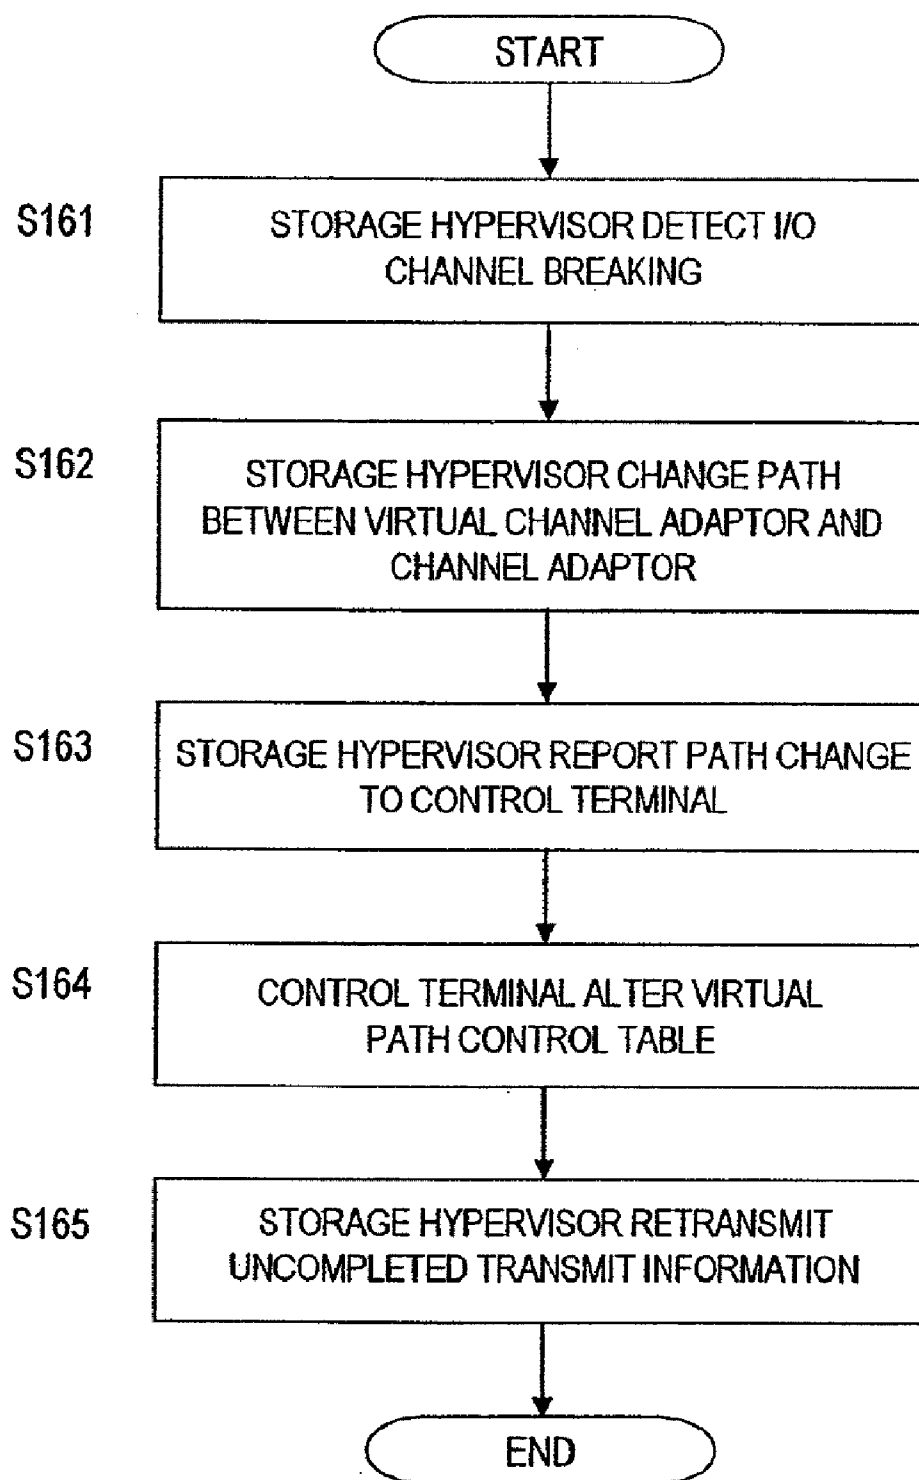 START
S161
STORAGE HYPERVISOR DETECT I/O
CHANNEL BREAKING
S162
STORAGE HYPERVISOR CHANGE PATH
BETWEEN VIRTUAL CHANNEL ADAPTOR AND
CHANNEL ADAPTOR
S163
STORAGE HYPERVISOR REPORT PATH CHANGE
TO CONTROL TERMINAL
S164
CONTROL TERMINAL ALTER VIRTUAL
PATH CONTROL TABLE
S165
STORAGE HYPERVISOR RETRANSMIT
UNCOMPLETED TRANSMIT INFORMATION
END